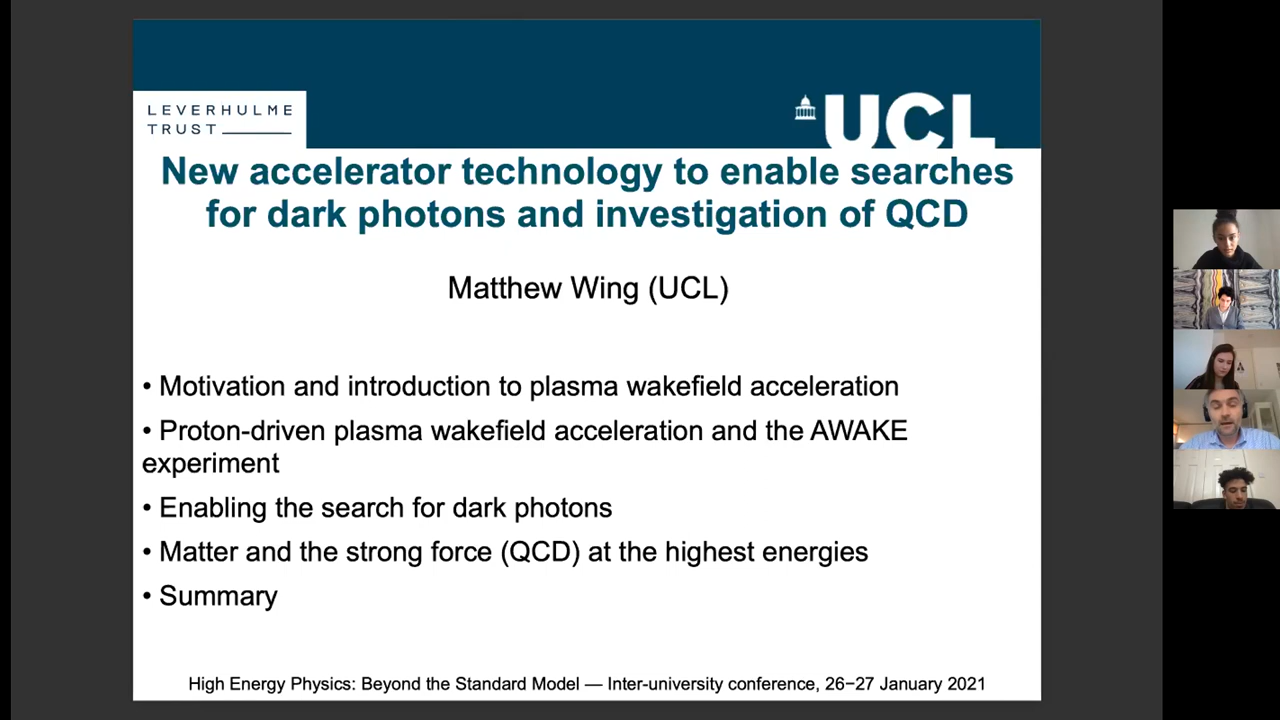 LEVERHULME
TRUST
UCL
New accelerator technology to enable searches
for dark photons and investigation of QCD
Matthew Wing (UCL)
• Motivation and introduction to plasma wakefield acceleration
• Proton-driven plasma wakefield acceleration and the AWAKE
experiment
• Enabling the search for dark photons
• Matter and the strong force (QCD) at the highest energies
• Summary
High Energy Physics: Beyond the Standard Model — Inter-university conference, 26−27 January 2021